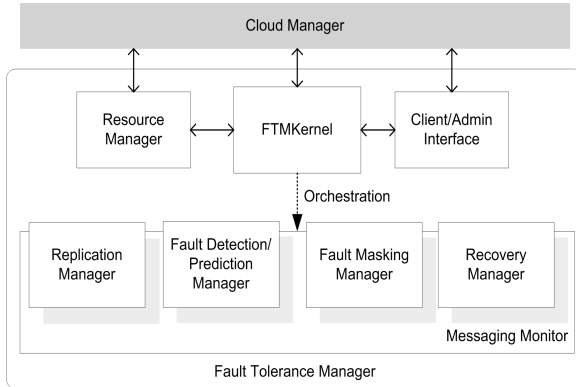 Cloud Manager
Resource
Manager
FTMKernel
Client/Admin
Interface
Orchestration
Replication
Manager
Fault Detection/
Prediction
Manager
Fault Masking
Manager
Recovery
Manager
Messaging Monitor
Fault Tolerance Manager